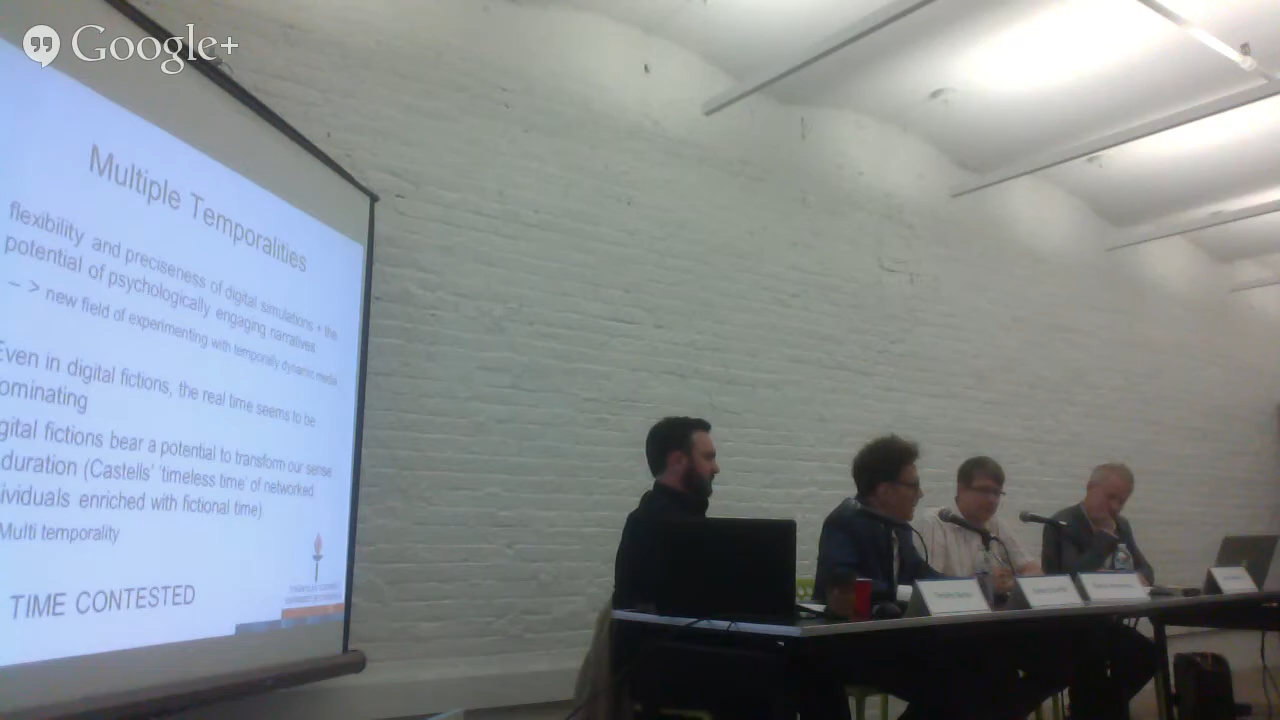 Google+
Multiple Temporalities
flexibility and preciseness of digital simulations + the
potential of psychologically engaging narratives
– > new field of experimenting with temporally dynamic media
Even in digital fictions, the real time seems to be
ominating
gital fictions bear a potential to transform our sense
duration (Castells' 'timeless time' of networked
ividuals enriched with fictional time)
Multi temporality
TIME CONTESTED